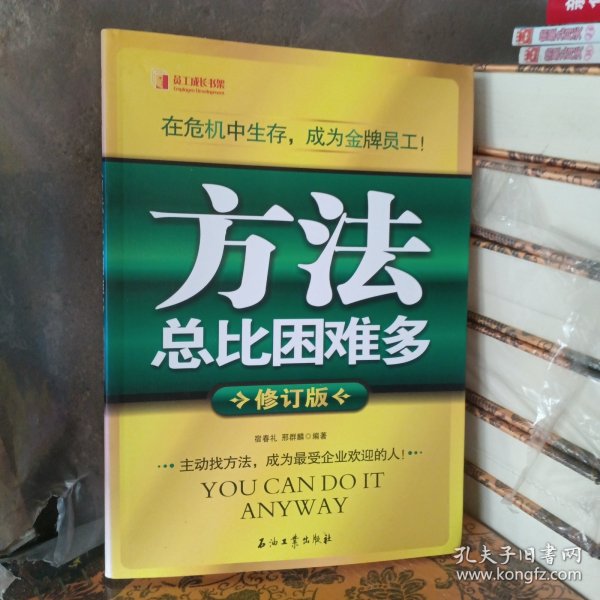 员工成长书架
Employee Development
在危机中生存，成为金牌员工！
方法
总比困难多
修订版
宿春礼 邢群麟◎编著
主动找方法，成为最受企业欢迎的人！
YOU CAN DO IT
ANYWAY
石油工业出版社
孔夫子旧书网
www.kongfz.com